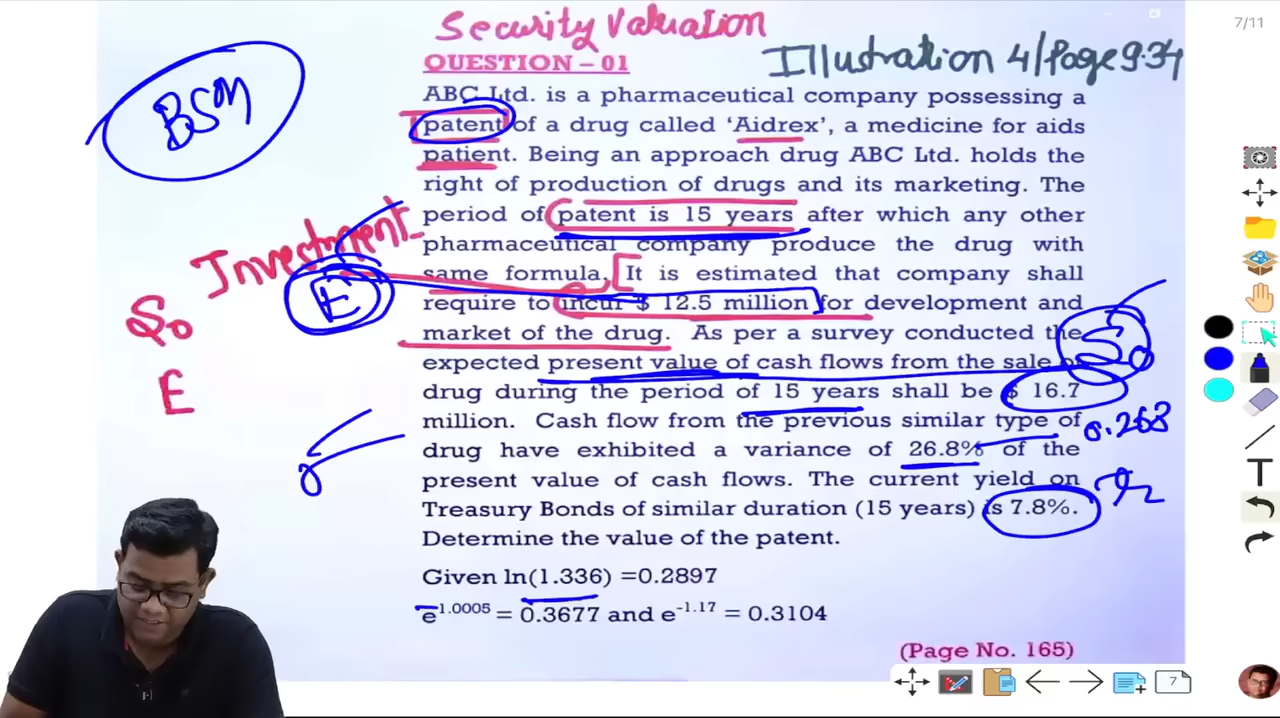 Security Valuation
7/11
QUESTION – 01
Illustration 4/Page 9.34
BSM
ABC Ltd. is a pharmaceutical company possessing a
patent of a drug called ‘Aidrex’, a medicine for aids
patient. Being an approach drug ABC Ltd. holds the
right of production of drugs and its marketing. The
period of patent is 15 years after which any other
pharmaceutical company produce the drug with
same formula. It is estimated that company shall
require to incur $ 12.5 million for development and
market of the drug. As per a survey conducted the
expected present value of cash flows from the sale of
drug during the period of 15 years shall be $ 16.7
million. Cash flow from the previous similar type of
drug have exhibited a variance of 26.8% of the
present value of cash flows. The current yield on
Treasury Bonds of similar duration (15 years) is 7.8%.
Determine the value of the patent.
Investment
E
S0
E
S0
0.268
Given ln(1.336) =0.2897
e1.0005 = 0.3677 and e-1.17 = 0.3104
(Page No. 165)
T
7